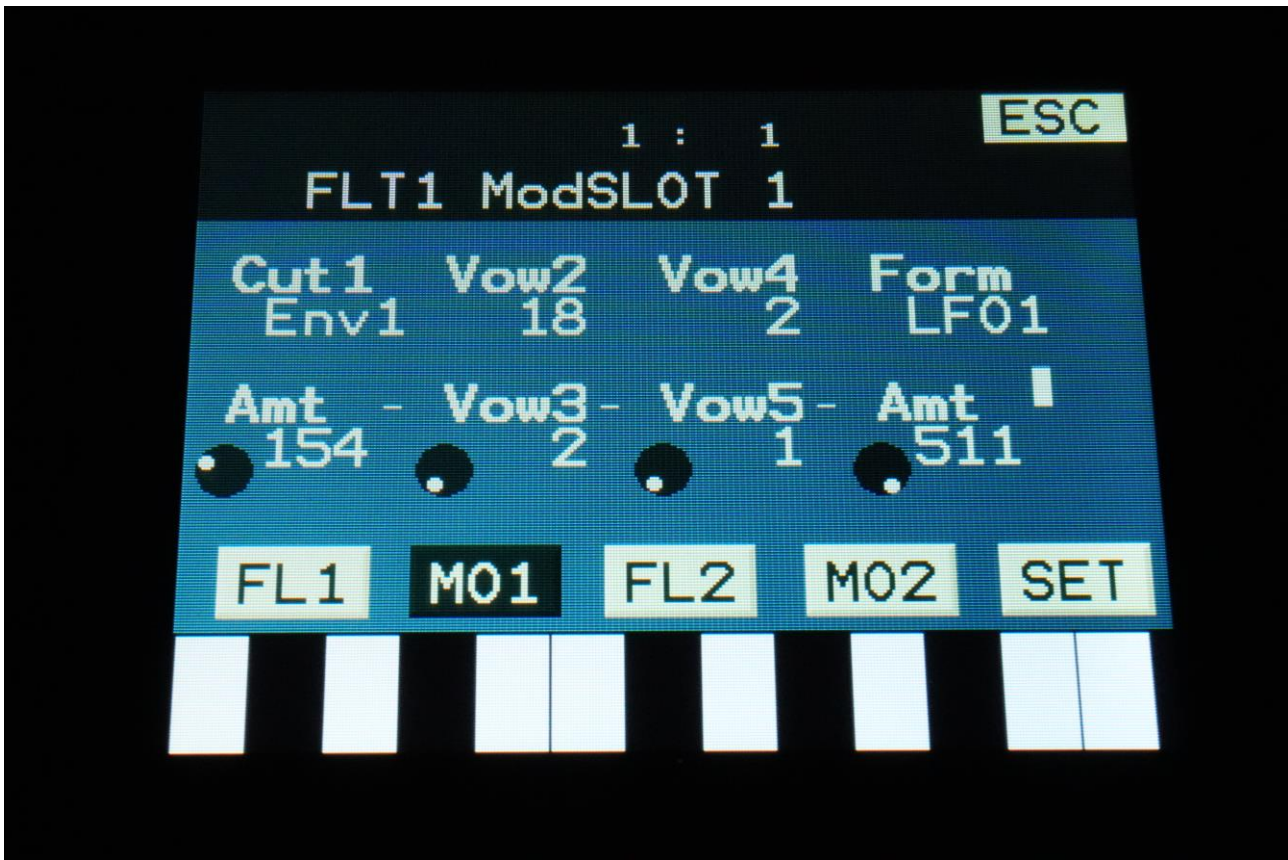 ESC
1 : 1
FLT1 ModSLOT 1
Cut1 Vow2 Vow4 Form
Env1 18 2 LFO1
Amt - Vow3 - Vow5 - Amt
154 2 1 511
FL1 MO1 FL2 MO2 SET